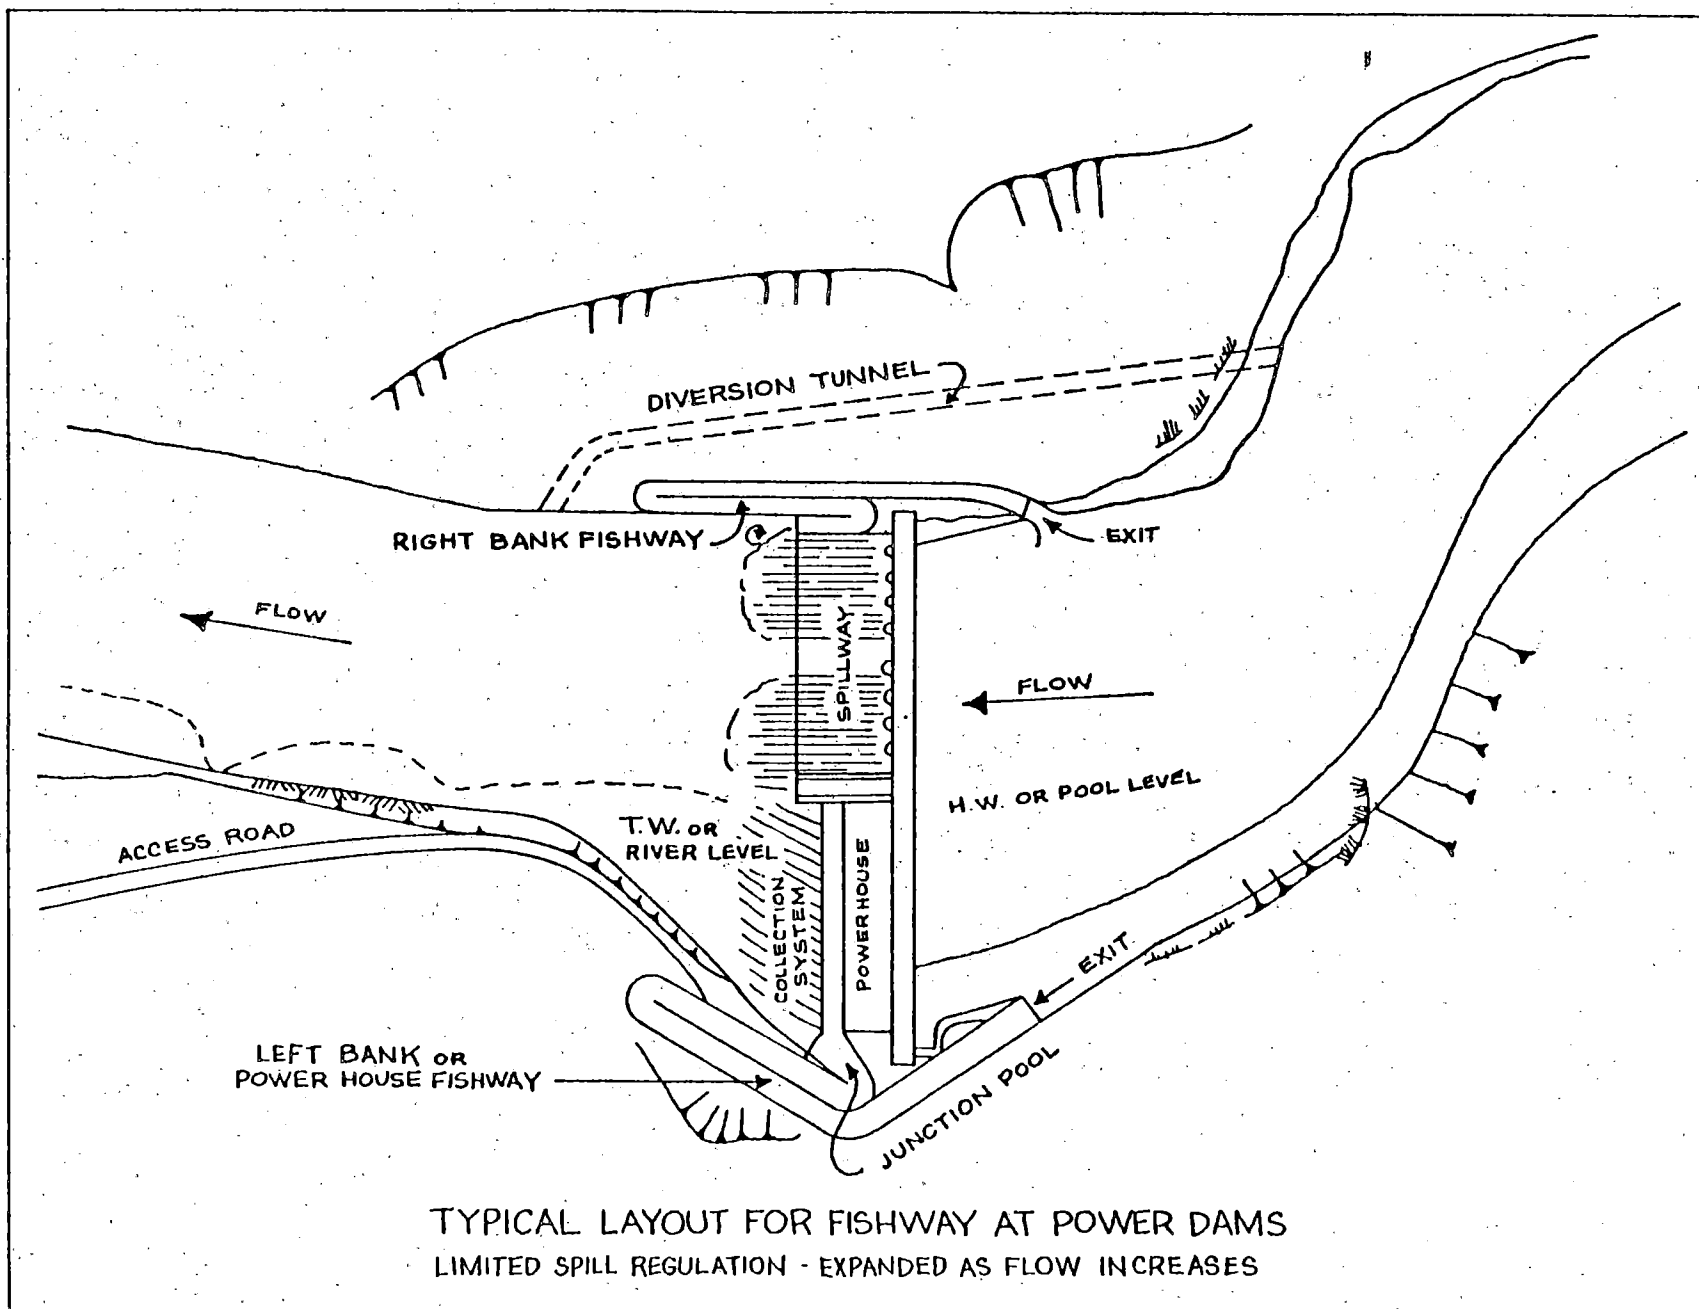 DIVERSION TUNNEL
RIGHT BANK FISHWAY
EXIT
FLOW
SPILLWAY
FLOW
H.W. OR POOL LEVEL
T.W. OR
RIVER LEVEL
ACCESS ROAD
COLLECTION
SYSTEM
POWERHOUSE
EXIT
LEFT BANK OR
POWER HOUSE FISHWAY
JUNCTION POOL
TYPICAL LAYOUT FOR FISHWAY AT POWER DAMS
LIMITED SPILL REGULATION - EXPANDED AS FLOW INCREASES